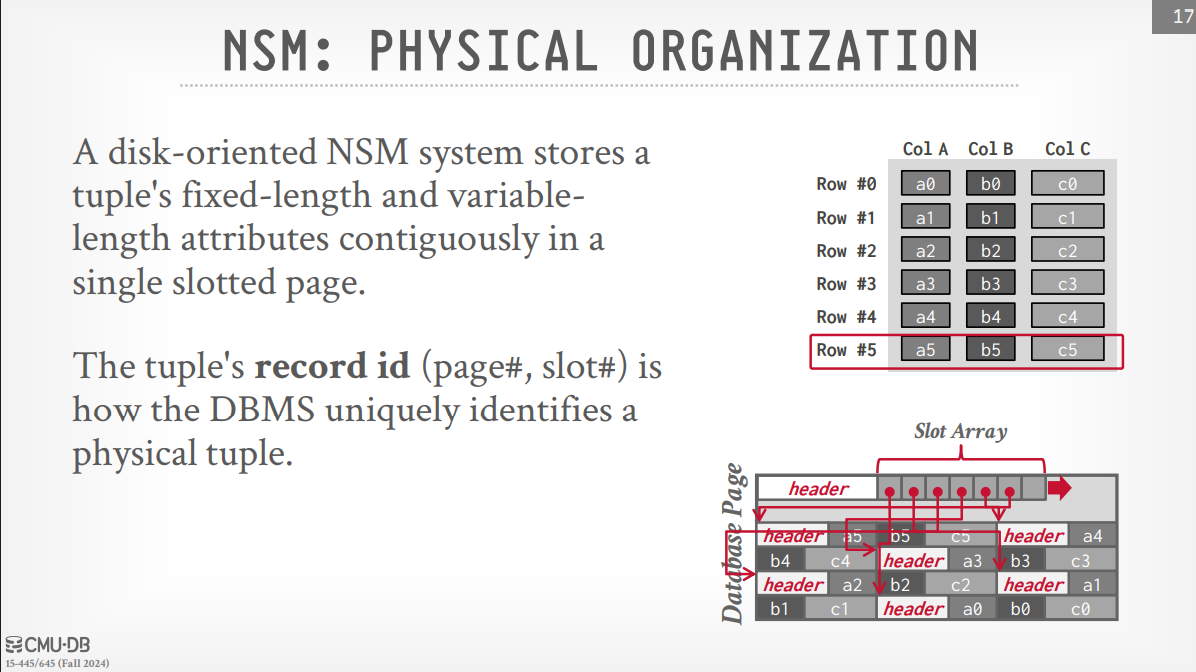 17
NSM: PHYSICAL ORGANIZATION
A disk-oriented NSM system stores a
tuple's fixed-length and variable-
length attributes contiguously in a
single slotted page.
The tuple's record id (page#, slot#) is
how the DBMS uniquely identifies a
physical tuple.
Col A Col B Col C
Row #0 a0 b0 c0
Row #1 a1 b1 c1
Row #2 a2 b2 c2
Row #3 a3 b3 c3
Row #4 a4 b4 c4
Row #5 a5 b5 c5
Slot Array
Database Page
header
header a5 b5 c5 header a4
b4 c4 header a3 b3 c3
header a2 b2 c2 header a1
b1 c1 header a0 b0 c0
CMU·DB
15-445/645 (Fall 2024)